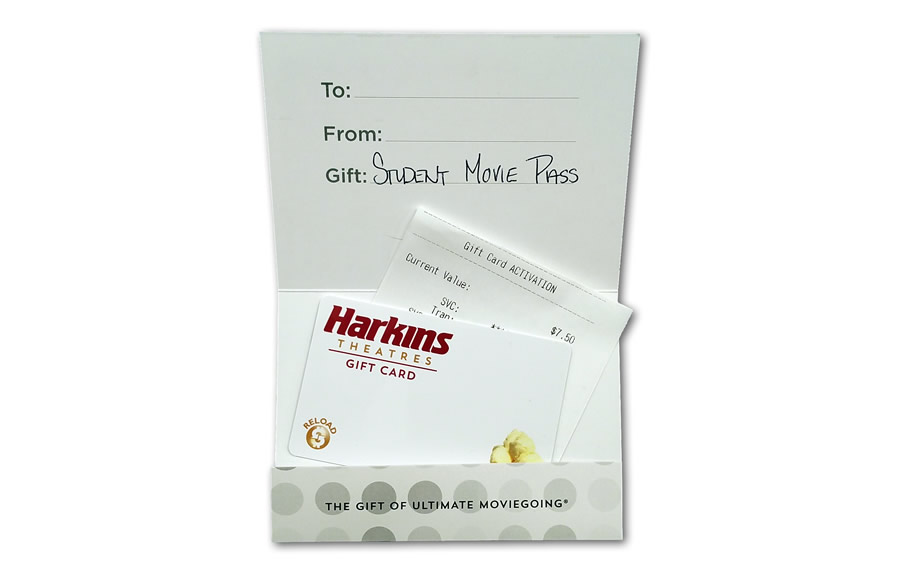 To:
From:
Gift: STUDENT MOVIE PASS
Gift Card ACTIVATION
Current Value:
SVC:
Tran:
$7.50
Harkins
THEATRES
GIFT CARD
RELOAD
THE GIFT OF ULTIMATE MOVIEGOING®